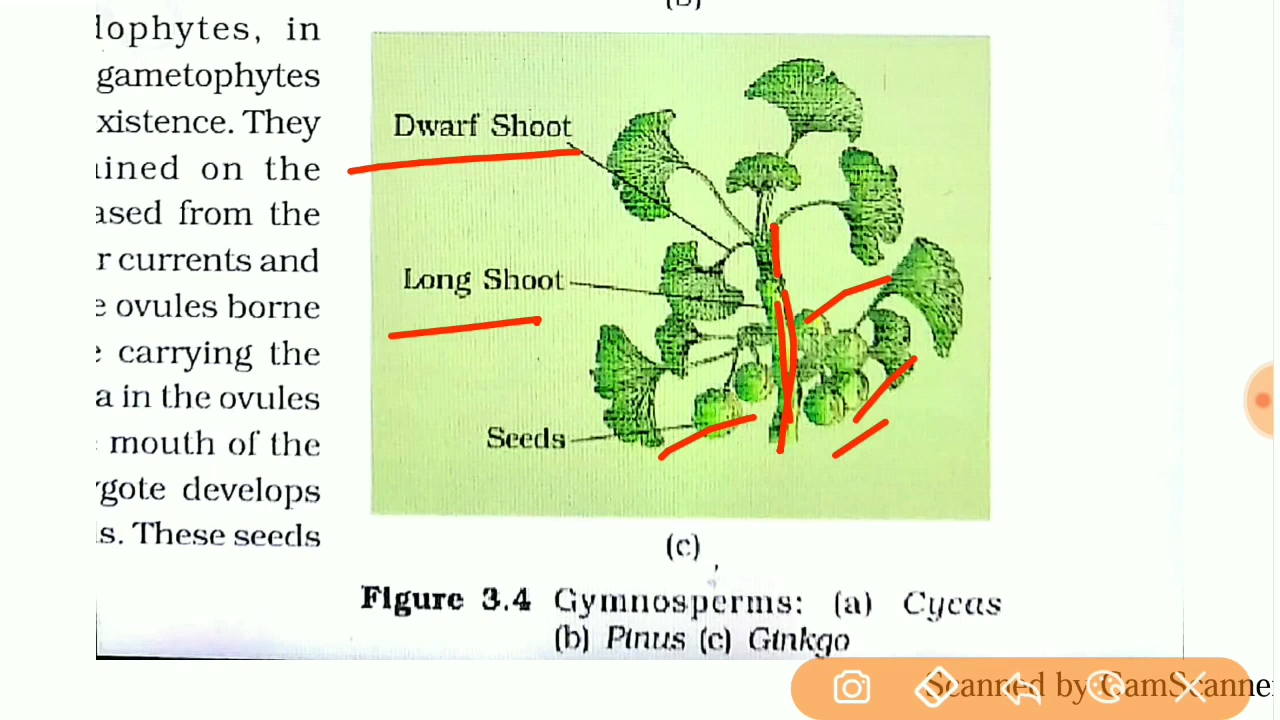 (b)
lophytes, in
gametophytes
xistence. They
ined on the
ased from the
r currents and
e ovules borne
e carrying the
a in the ovules
mouth of the
gote develops
s. These seeds
Dwarf Shoot
Long Shoot
Seeds
(c)
Figure 3.4 Gymnosperms: (a) Cycas
(b) Pinus (c) Ginkgo
Scanned by CamScanner